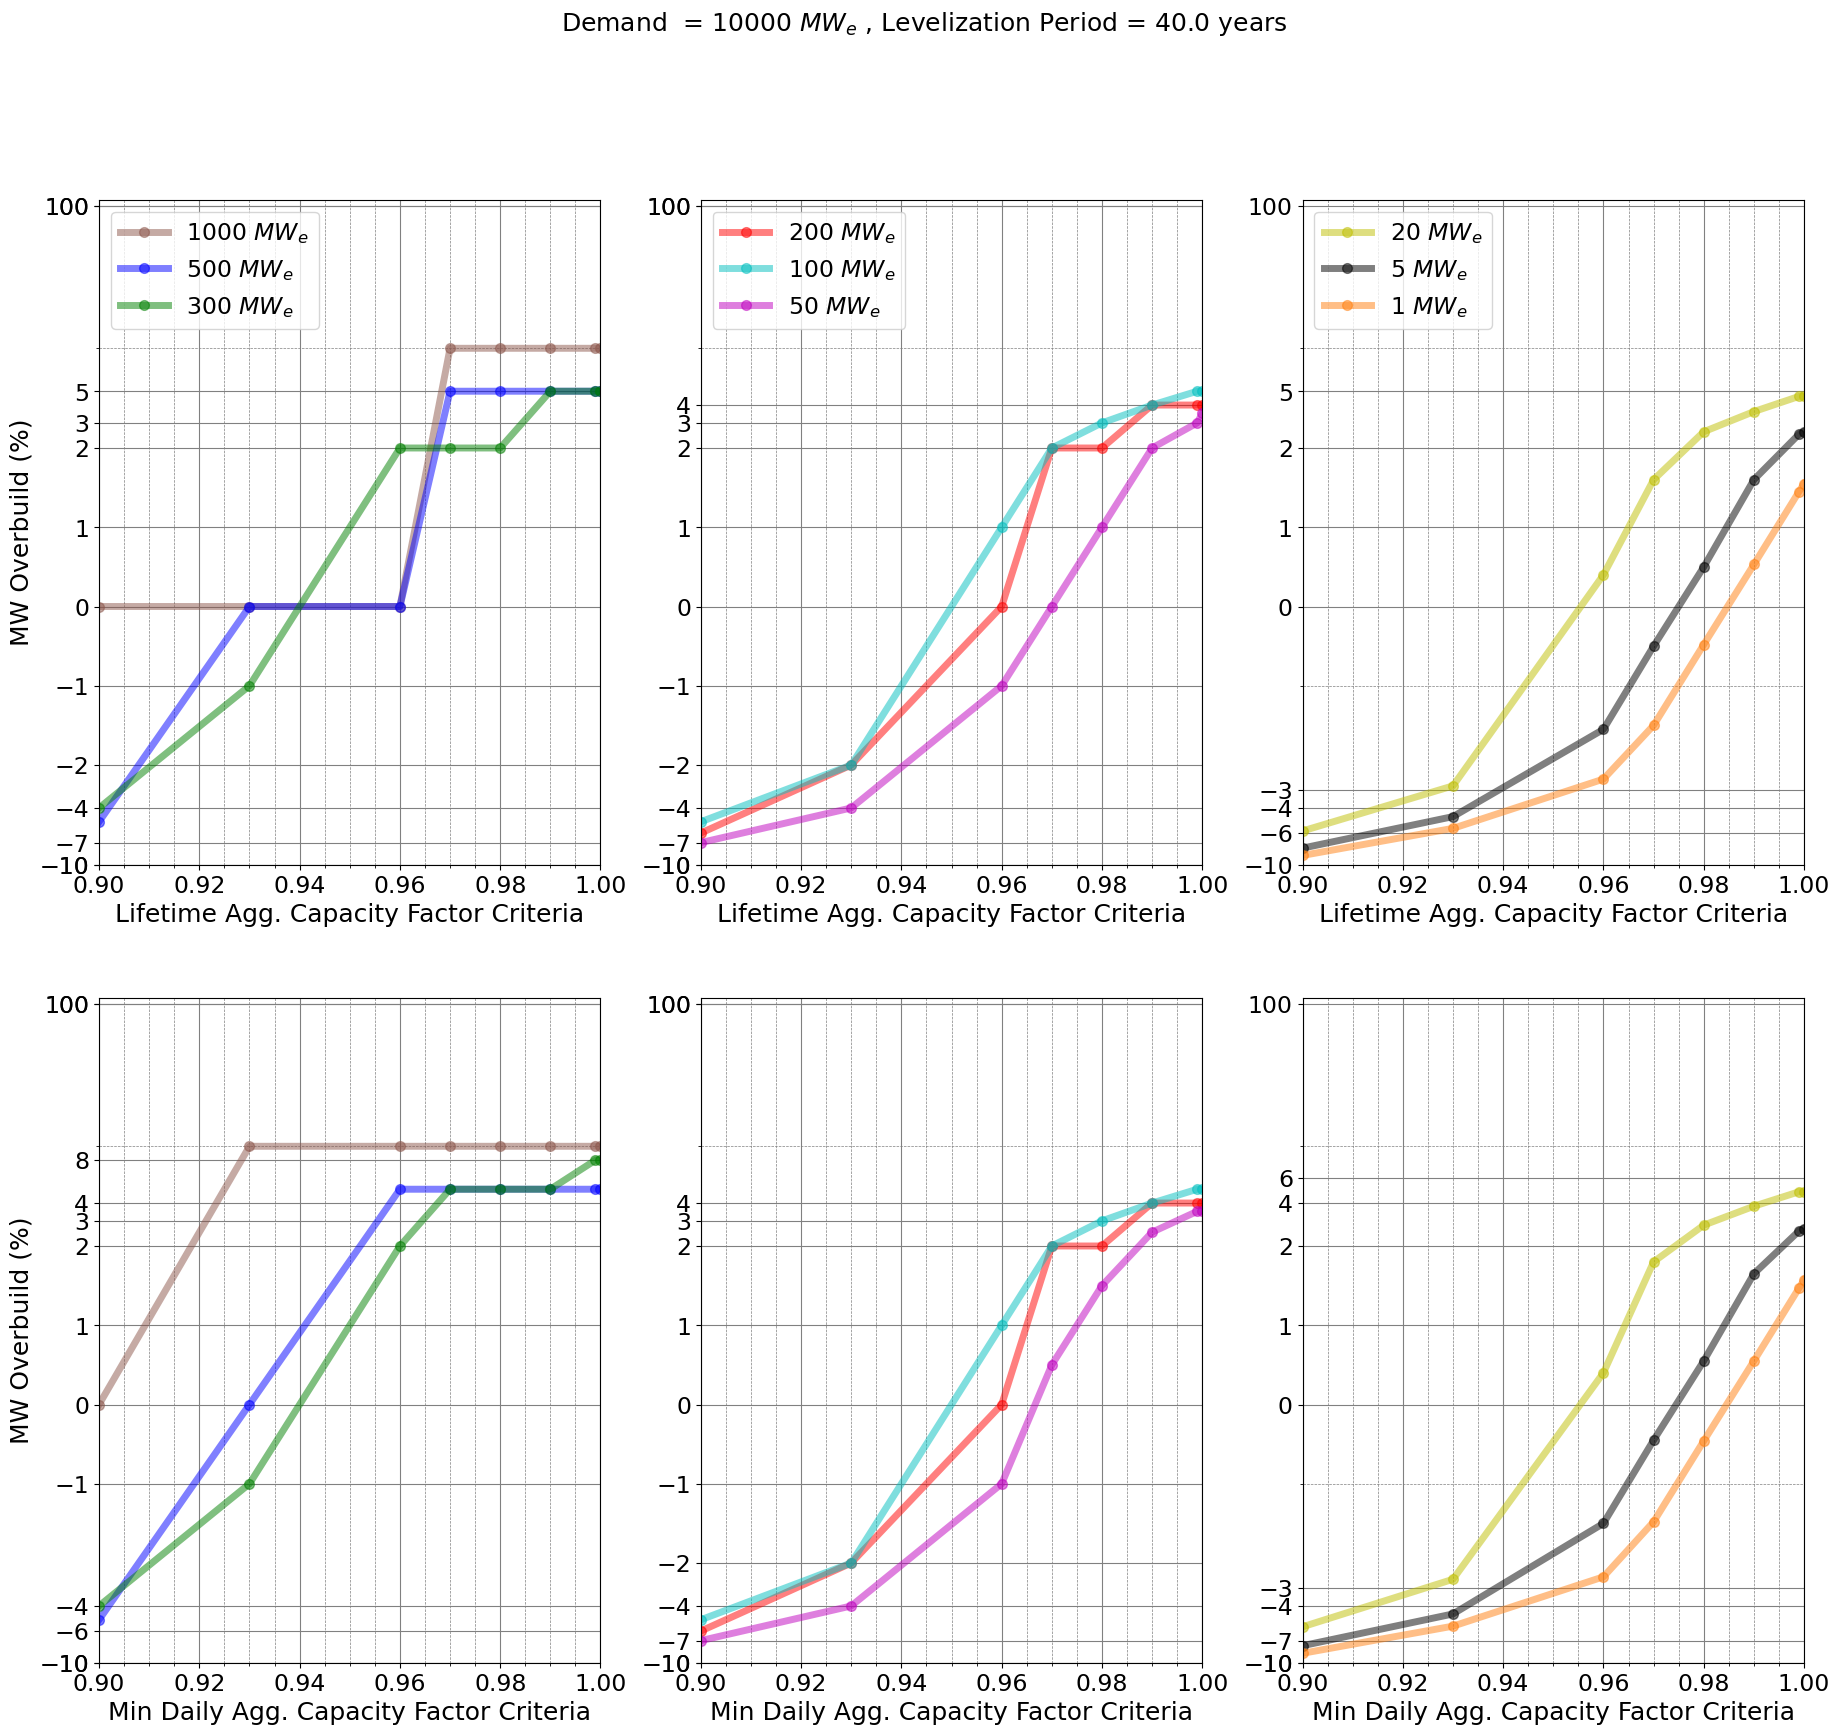 Demand = 10000 MWe , Levelization Period = 40.0 years
100
5
3
2
1
0
−1
−2
−4
−7
−10
MW Overbuild (%)
1000 MWe
500 MWe
300 MWe
0.90 0.92 0.94 0.96 0.98 1.00
Lifetime Agg. Capacity Factor Criteria
100
4
3
2
1
0
−1
−2
−4
−7
−10
200 MWe
100 MWe
50 MWe
0.90 0.92 0.94 0.96 0.98 1.00
Lifetime Agg. Capacity Factor Criteria
100
5
2
1
0
−3
−4
−6
−10
20 MWe
5 MWe
1 MWe
0.90 0.92 0.94 0.96 0.98 1.00
Lifetime Agg. Capacity Factor Criteria
100
8
4
3
2
1
0
−1
−4
−6
−10
MW Overbuild (%)
0.90 0.92 0.94 0.96 0.98 1.00
Min Daily Agg. Capacity Factor Criteria
100
4
3
2
1
0
−1
−2
−4
−7
−10
0.90 0.92 0.94 0.96 0.98 1.00
Min Daily Agg. Capacity Factor Criteria
100
6
4
2
1
0
−3
−4
−7
−10
0.90 0.92 0.94 0.96 0.98 1.00
Min Daily Agg. Capacity Factor Criteria